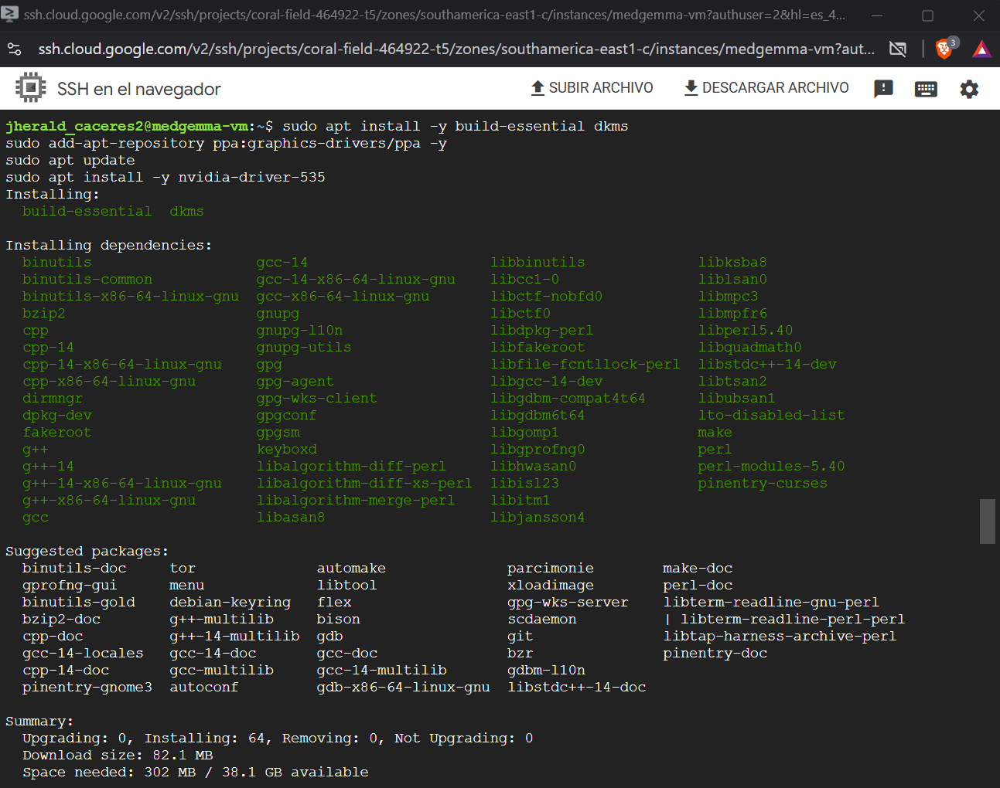 ssh.cloud.google.com/v2/ssh/projects/coral-field-464922-t5/zones/southamerica-east1-c/instances/medgemma-vm?authuser=2&hl=es_4...
ssh.cloud.google.com/v2/ssh/projects/coral-field-464922-t5/zones/southamerica-east1-c/instances/medgemma-vm?aut...
3
SSH en el navegador
SUBIR ARCHIVO
DESCARGAR ARCHIVO
jherald_caceres2@medgemma-vm:~$ sudo apt install -y build-essential dkms
sudo add-apt-repository ppa:graphics-drivers/ppa -y
sudo apt update
sudo apt install -y nvidia-driver-535
Installing:
build-essential dkms
Installing dependencies:
binutils gcc-14 libbinutils libksba8
binutils-common gcc-14-x86-64-linux-gnu libcc1-0 liblsan0
binutils-x86-64-linux-gnu gcc-x86-64-linux-gnu libctf-nobfd0 libmpc3
bzip2 gnupg libctf0 libmpfr6
cpp gnupg-l10n libdpkg-perl libperl5.40
cpp-14 gnupg-utils libfakeroot libquadmath0
cpp-14-x86-64-linux-gnu gpg libfile-fcntllock-perl libstdc++-14-dev
cpp-x86-64-linux-gnu gpg-agent libgcc-14-dev libtsan2
dirmngr gpg-wks-client libgdbm-compat4t64 libubsan1
dpkg-dev gpgconf libgdbm6t64 lto-disabled-list
fakeroot gpgsm libgomp1 make
g++ keyboxd libgprofng0 perl
g++-14 libalgorithm-diff-perl libhwasan0 perl-modules-5.40
g++-14-x86-64-linux-gnu libalgorithm-diff-xs-perl libisl23 pinentry-curses
g++-x86-64-linux-gnu libalgorithm-merge-perl libitm1
gcc libasan8 libjansson4
Suggested packages:
binutils-doc tor automake parcimonie make-doc
gprofng-gui menu libtool xloadimage perl-doc
binutils-gold debian-keyring flex gpg-wks-server libterm-readline-gnu-perl
bzip2-doc g++-multilib bison scdaemon | libterm-readline-perl-perl
cpp-doc g++-14-multilib gdb git libtap-harness-archive-perl
gcc-14-locales gcc-14-doc gcc-doc bzr pinentry-doc
cpp-14-doc gcc-multilib gcc-14-multilib gdbm-l10n
pinentry-gnome3 autoconf gdb-x86-64-linux-gnu libstdc++-14-doc
Summary:
Upgrading: 0, Installing: 64, Removing: 0, Not Upgrading: 0
Download size: 82.1 MB
Space needed: 302 MB / 38.1 GB available